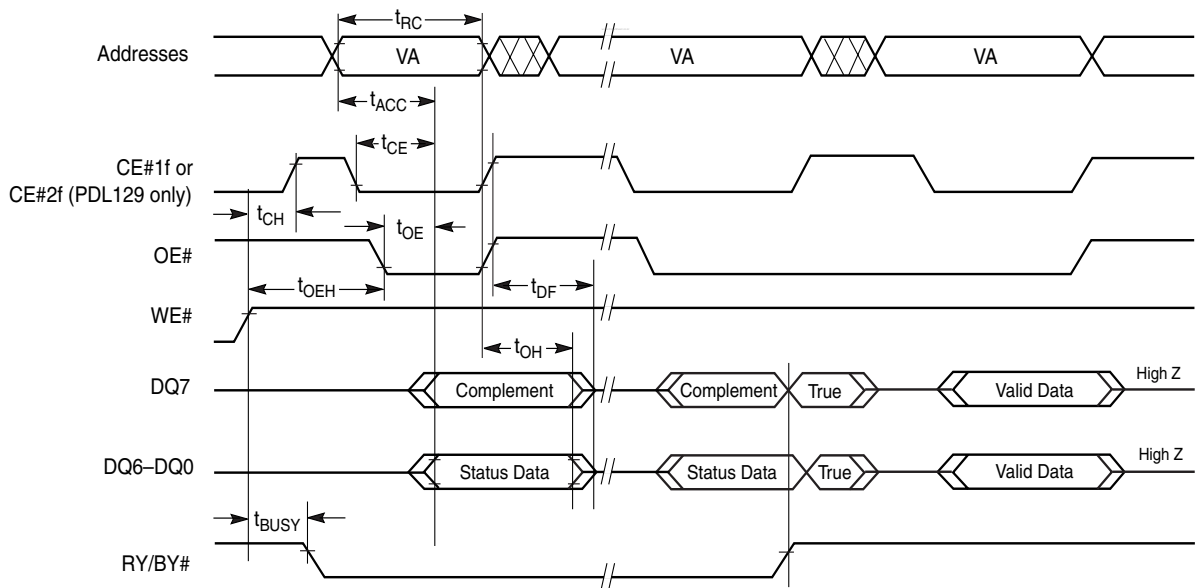 tRC
Addresses VA VA VA
tACC
tCE
CE#1f or
CE#2f (PDL129 only)
tCH tOE
OE#
tOEH tDF
WE#
tOH
DQ7 Complement Complement True Valid Data High Z
DQ6–DQ0 Status Data Status Data True Valid Data High Z
tBUSY
RY/BY#